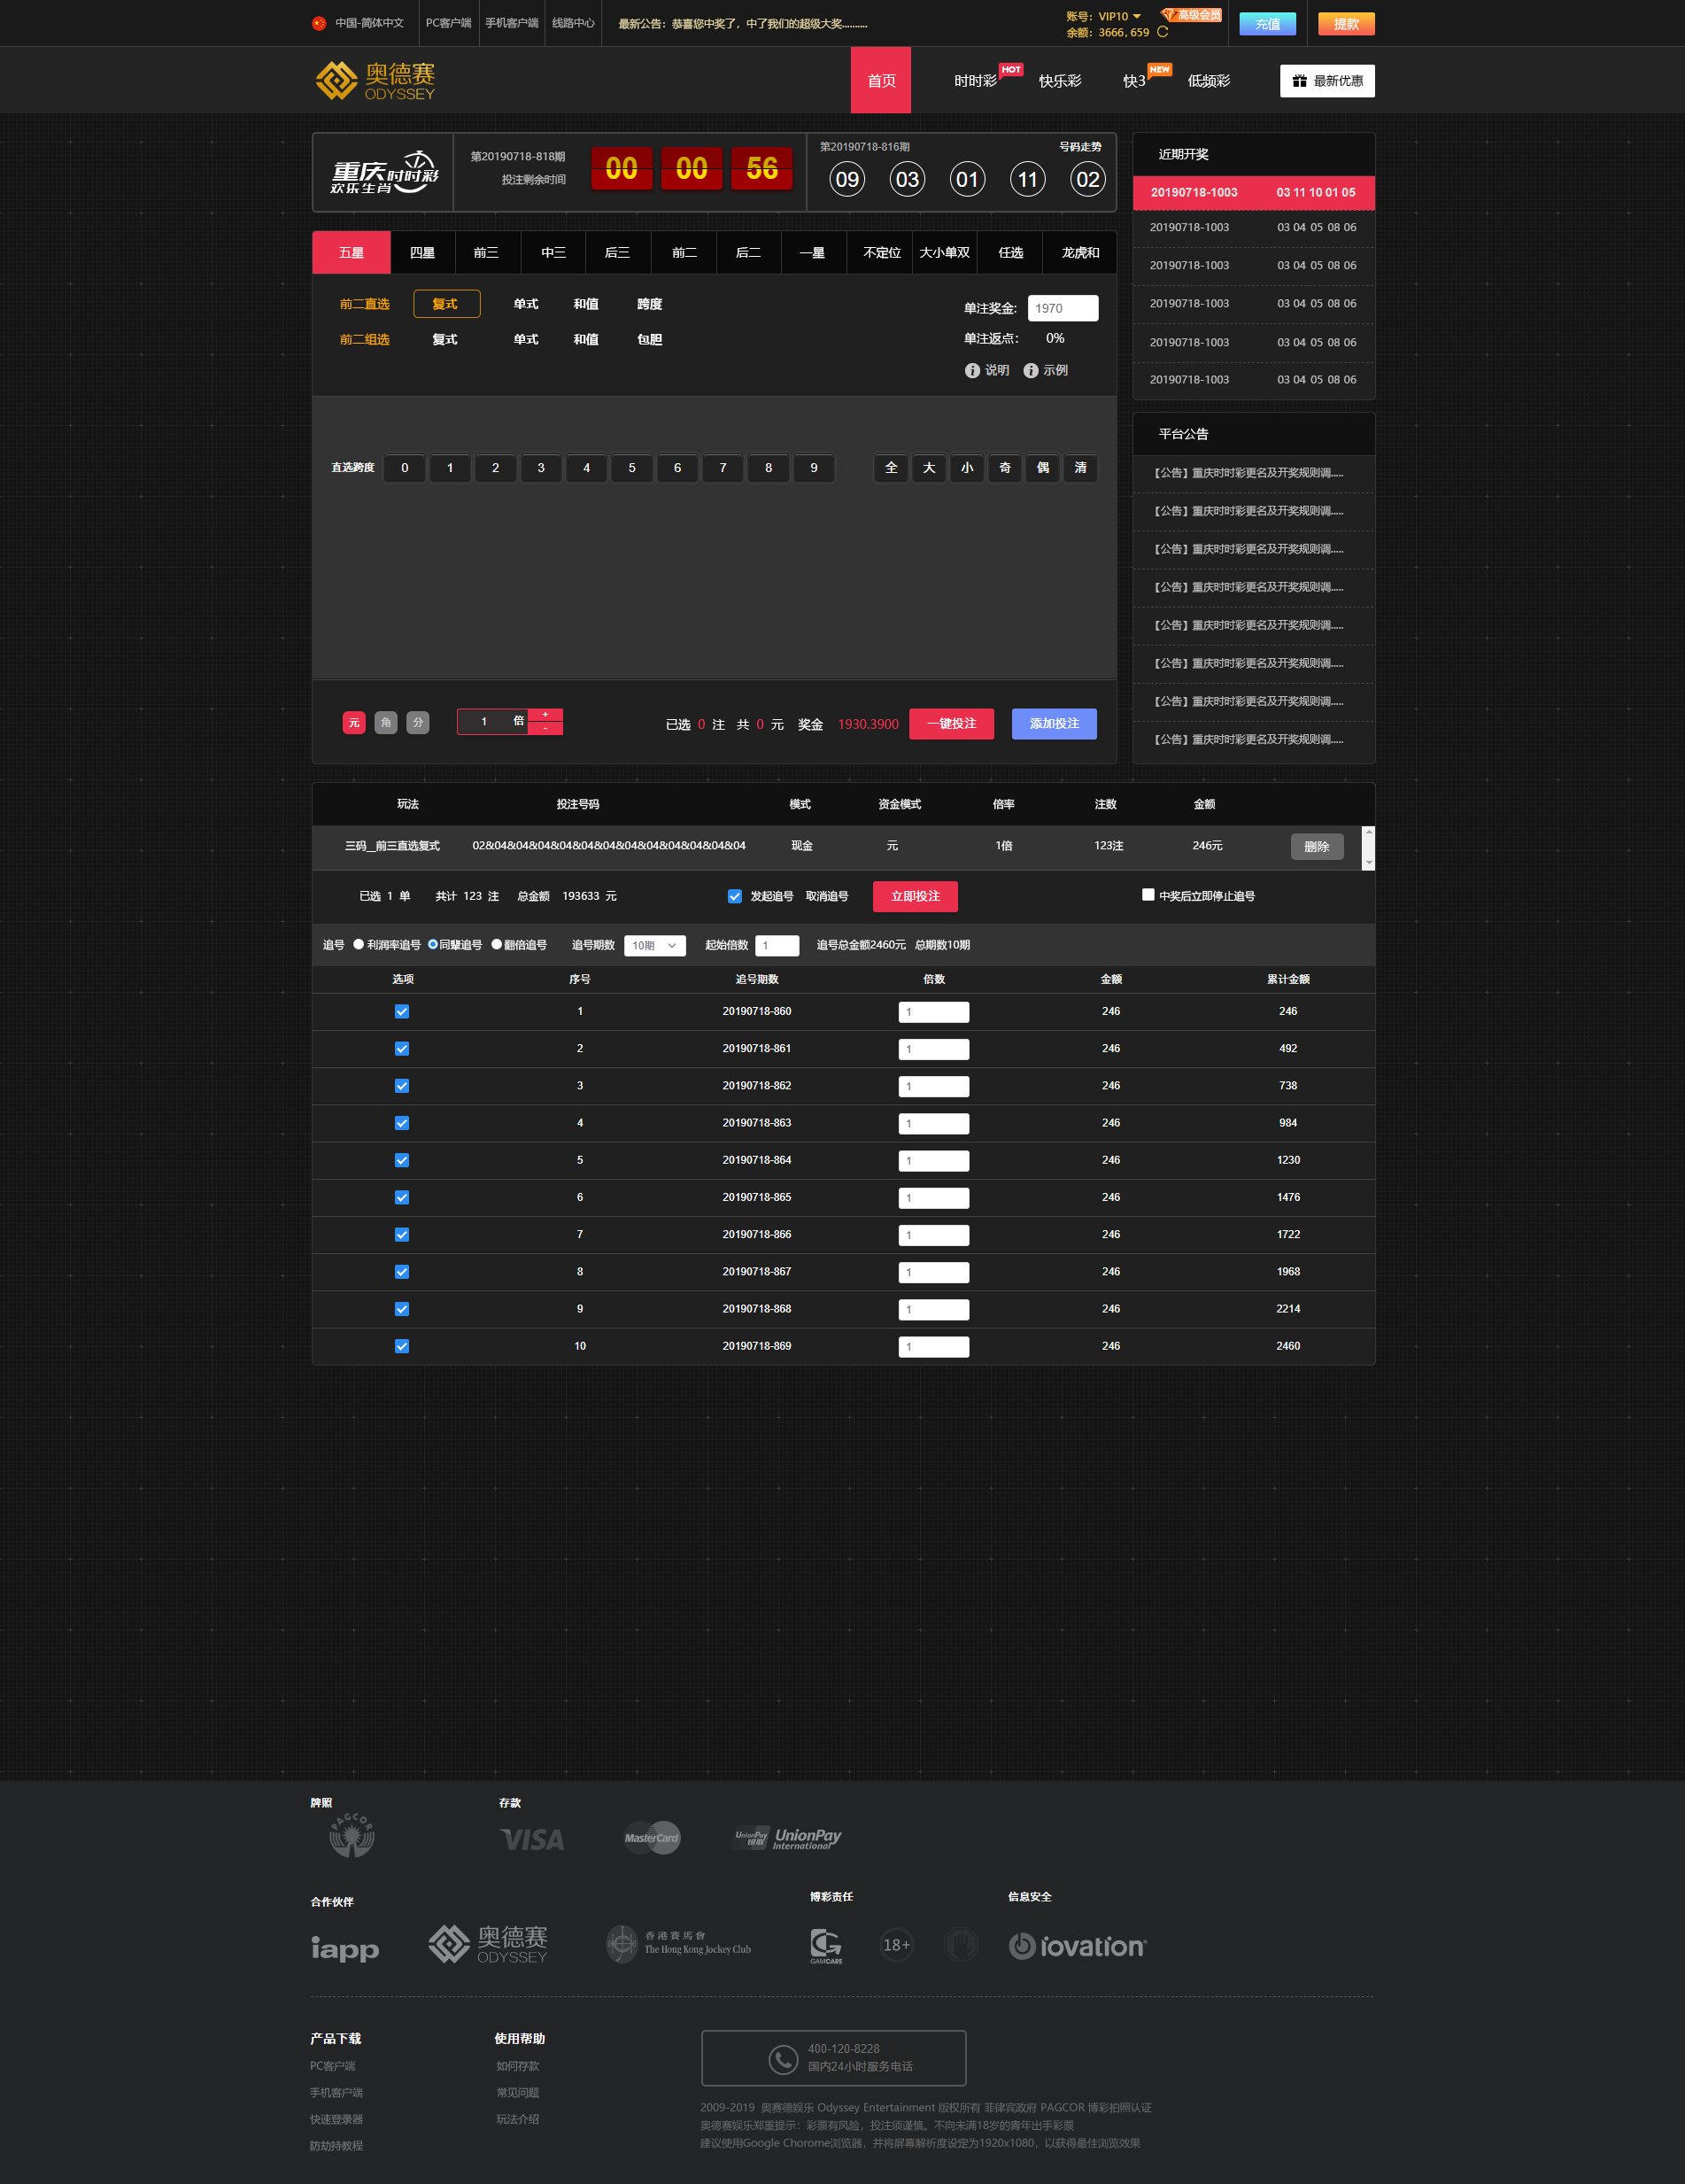 中国-简体中文 PC客户端 手机客户端 线路中心 最新公告：恭喜您中奖了，中了我们的超级大奖.......... 账号：VIP10 高级会员 充值 提款
余额：3666,659
奥德赛 ODYSSEY 首页 时时彩 HOT 快乐彩 快3 NEW 低频彩 最新优惠
重庆时时彩
欢乐生肖
第20190718-818期
投注剩余时间
00 00 56
第20190718-816期 号码走势
09 03 01 11 02
五星 四星 前三 中三 后三 前二 后二 一星 不定位 大小单双 任选 龙虎和
前二直选 复式 单式 和值 跨度
前二组选 复式 单式 和值 包胆
单注奖金: 1970
单注返点： 0%
说明 示例
直选跨度 0 1 2 3 4 5 6 7 8 9 全 大 小 奇 偶 清
元 角 分 1 倍 + - 已选 0 注 共 0 元 奖金 1930.3900 一键投注 添加投注
近期开奖
20190718-1003 03 11 10 01 05
20190718-1003 03 04 05 08 06
20190718-1003 03 04 05 08 06
20190718-1003 03 04 05 08 06
20190718-1003 03 04 05 08 06
20190718-1003 03 04 05 08 06
平台公告
【公告】重庆时时彩更名及开奖规则调.....
【公告】重庆时时彩更名及开奖规则调.....
【公告】重庆时时彩更名及开奖规则调.....
【公告】重庆时时彩更名及开奖规则调.....
【公告】重庆时时彩更名及开奖规则调.....
【公告】重庆时时彩更名及开奖规则调.....
【公告】重庆时时彩更名及开奖规则调.....
【公告】重庆时时彩更名及开奖规则调.....
玩法 投注号码 模式 资金模式 倍率 注数 金额
三码__前三直选复式 02&04&04&04&04&04&04&04&04&04&04&04&04 现金 元 1倍 123注 246元 删除
已选 1 单 共计 123 注 总金额 193633 元 发起追号 取消追号 立即投注 中奖后立即停止追号
追号 利润率追号 同辈追号 翻倍追号 追号期数 10期 起始倍数 1 追号总金额2460元 总期数10期
选项 序号 追号期数 倍数 金额 累计金额
1 20190718-860 1 246 246
2 20190718-861 1 246 492
3 20190718-862 1 246 738
4 20190718-863 1 246 984
5 20190718-864 1 246 1230
6 20190718-865 1 246 1476
7 20190718-866 1 246 1722
8 20190718-867 1 246 1968
9 20190718-868 1 246 2214
10 20190718-869 1 246 2460
牌照 存款
PAGCOR VISA MasterCard UnionPay 银联 UnionPay International
合作伙伴 博彩责任 信息安全
iapp 奥德赛 ODYSSEY 香港賽馬會 The Hong Kong Jockey Club GAMCARE 18+ iovation
产品下载 使用帮助
PC客户端 如何存款
手机客户端 常见问题
快速登录器 玩法介绍
防劫持教程
400-120-8228
国内24小时服务电话
2009-2019 奥赛德娱乐 Odyssey Entertainment 版权所有 菲律宾政府 PAGCOR 博彩拍照认证
奥德赛娱乐郑重提示：彩票有风险，投注须谨慎。不向未满18岁的青年出手彩票
建议使用Google Chorome浏览器，并将屏幕解析度设定为1920x1080，以获得最佳浏览效果